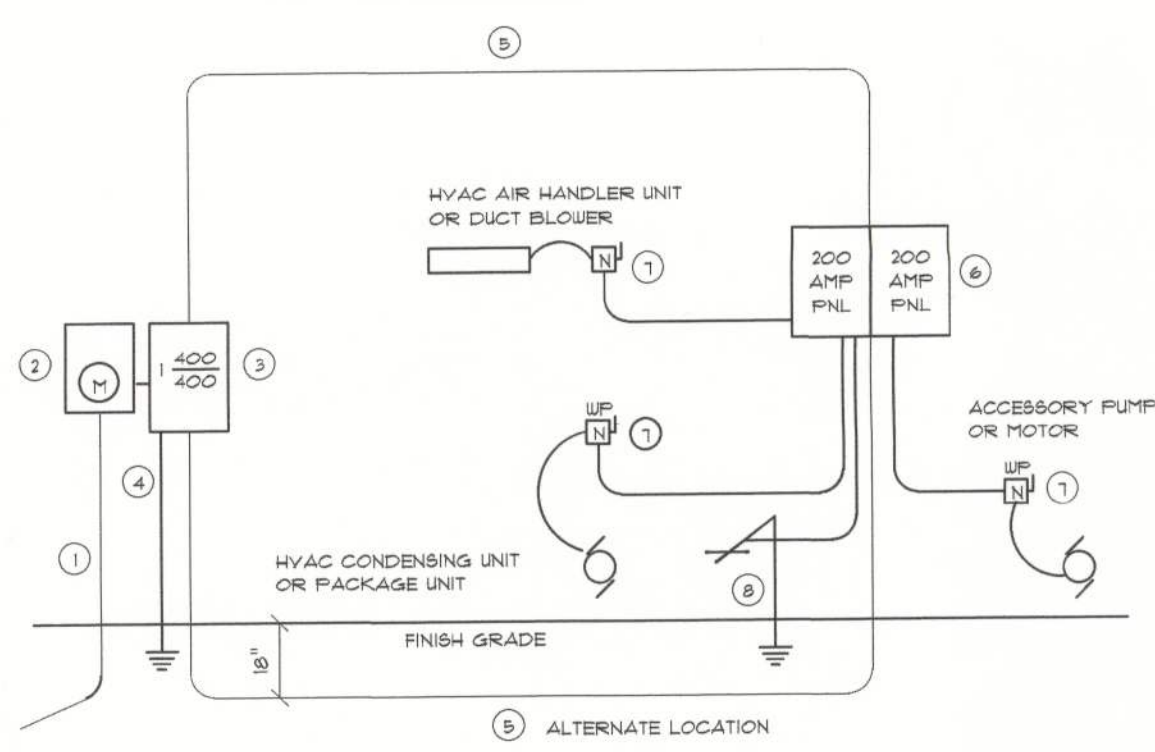 5
HVAC AIR HANDLER UNIT
OR DUCT BLOWER
N
7
200
AMP
PNL
200
AMP
PNL
6
2
M
1 400
400
3
WP
N
7
ACCESSORY PUMP
OR MOTOR
WP
N
7
4
1
HVAC CONDENSING UNIT
OR PACKAGE UNIT
8
FINISH GRADE
18"
5 ALTERNATE LOCATION